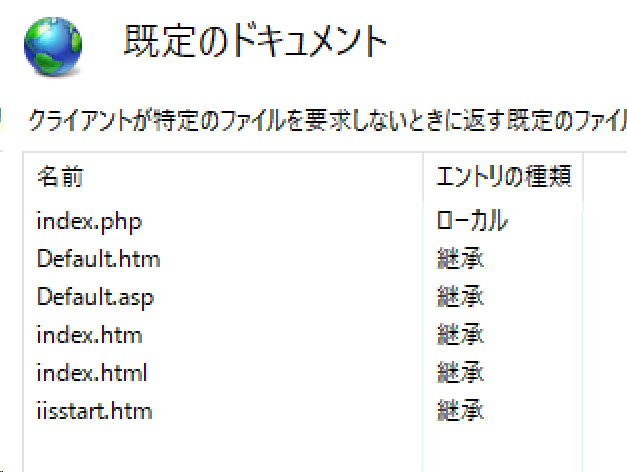 既定のドキュメント
クライアントが特定のファイルを要求しないときに返す既定のファイル
名前 エントリの種類
index.php ローカル
Default.htm 継承
Default.asp 継承
index.htm 継承
index.html 継承
iisstart.htm 継承